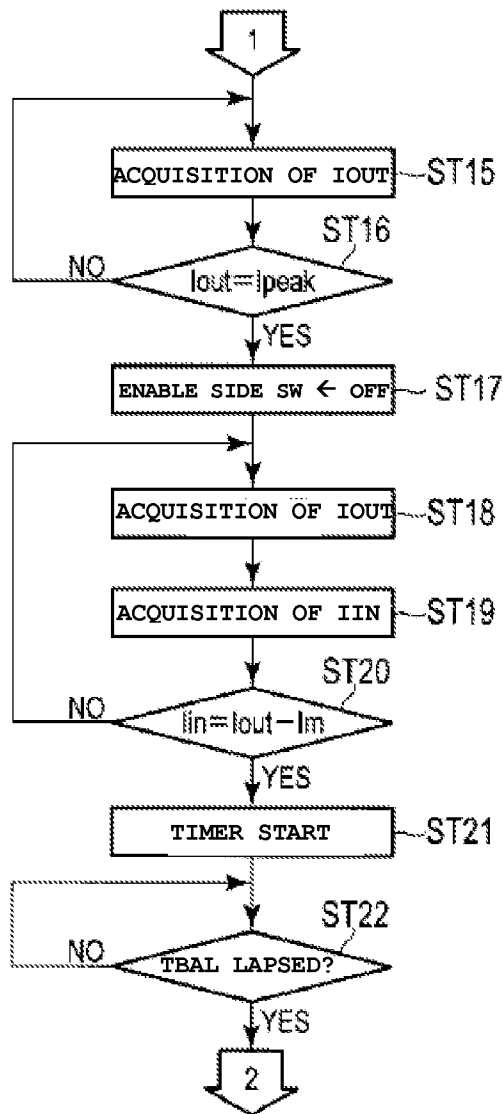 1
ACQUISITION OF IOUT
ST15
ST16
Iout=Ipeak
NO
YES
ENABLE SIDE SW ← OFF
ST17
ACQUISITION OF IOUT
ST18
ACQUISITION OF IIN
ST19
ST20
Iin=Iout-Im
NO
YES
TIMER START
ST21
ST22
TBAL LAPSED?
NO
YES
2